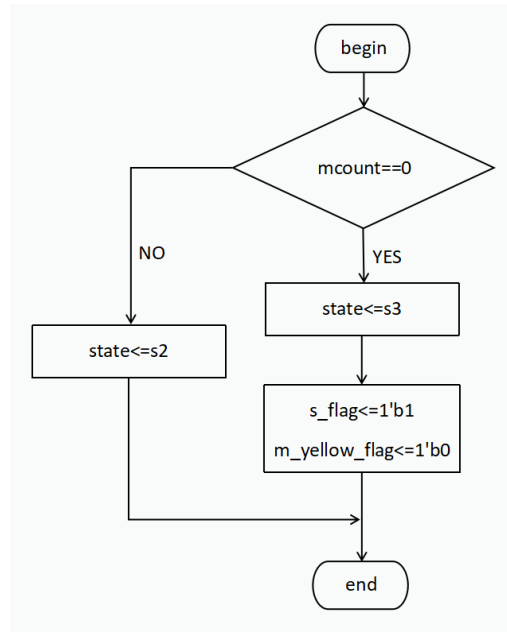 begin
mcount==0
NO
YES
state<=s3
state<=s2
s_flag<=1'b1
m_yellow_flag<=1'b0
end